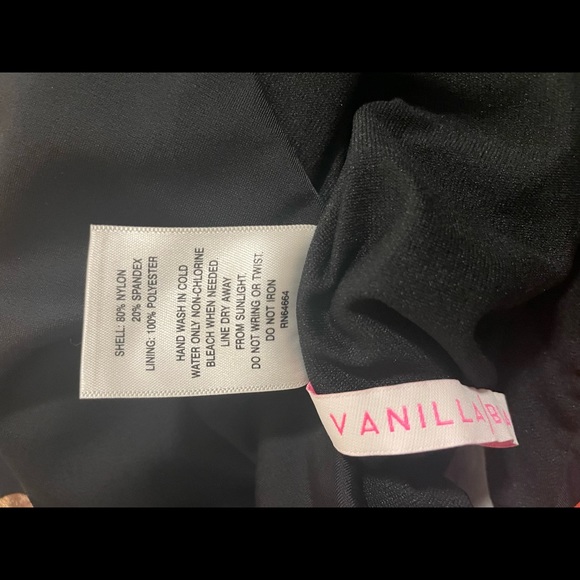 SHELL: 80% NYLON
20% SPANDEX
LINING: 100% POLYESTER
HAND WASH IN COLD
WATER ONLY NON-CHLORINE
BLEACH WHEN NEEDED.
LINE DRY AWAY
FROM SUNLIGHT.
DO NOT WRING OR TWIST.
DO NOT IRON
RN64664
VANILLA